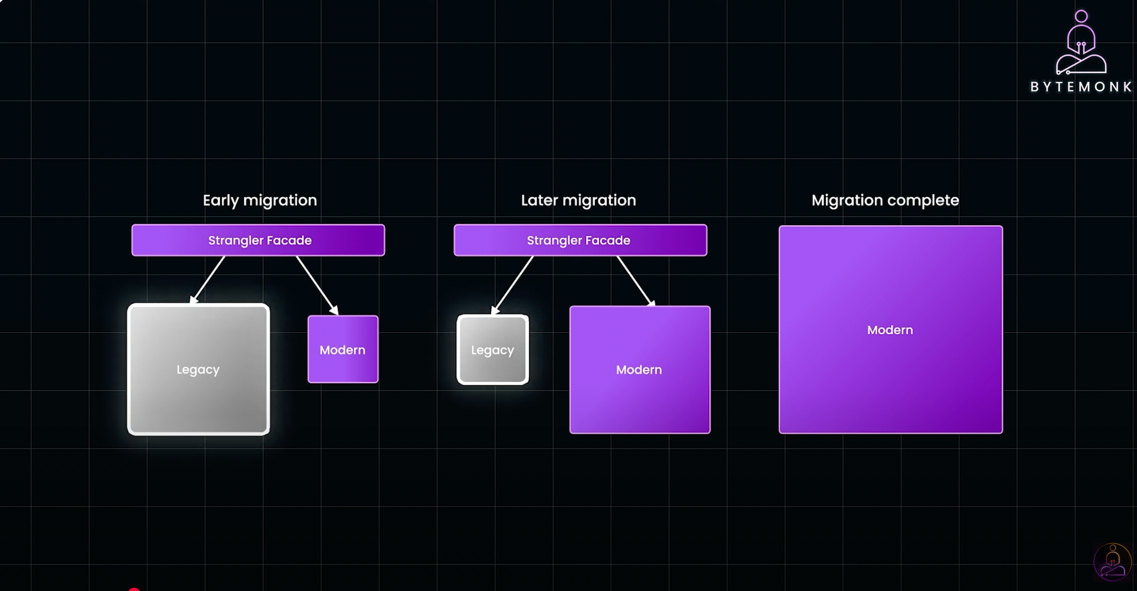 BYTEMONK
Early migration
Strangler Facade
Legacy
Modern
Later migration
Strangler Facade
Legacy
Modern
Migration complete
Modern